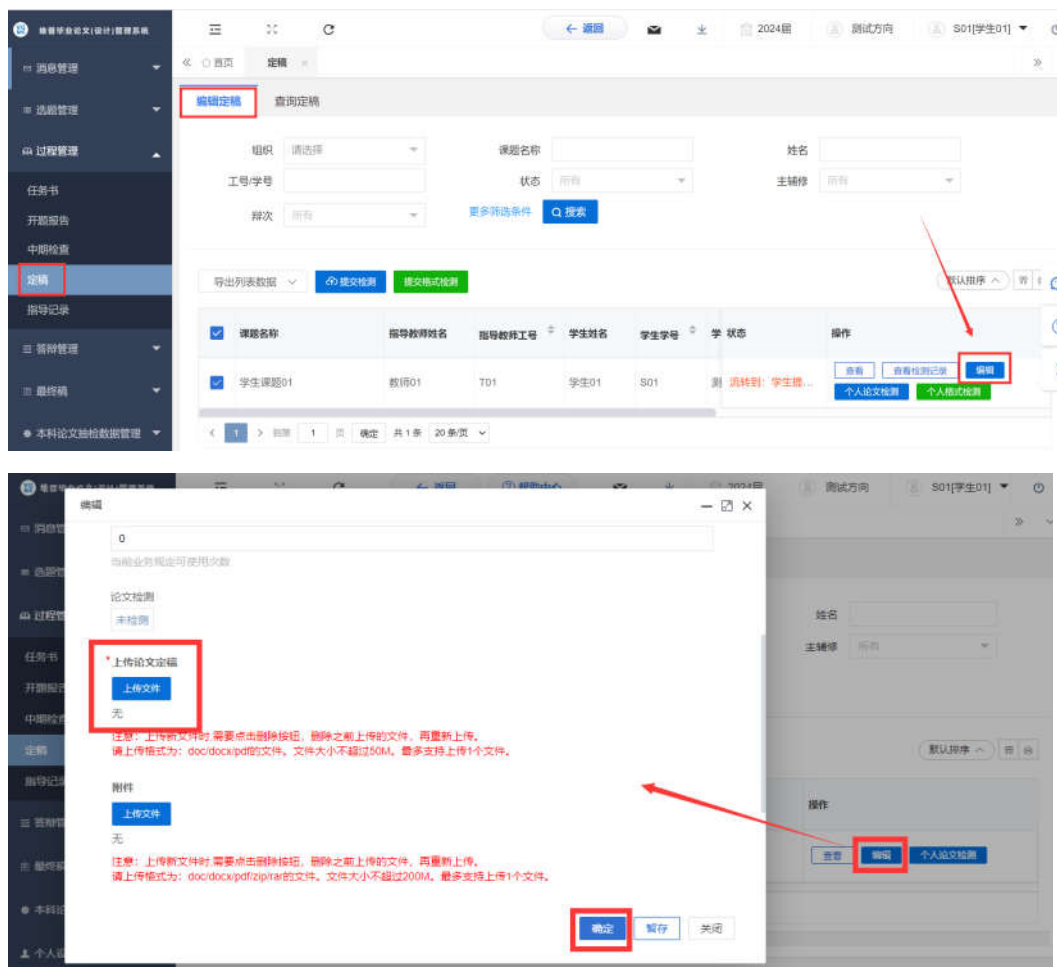 维普毕业论文(设计)管理系统
返回
2024届
测试方向
S01[学生01]
消息管理
首页
定稿
选题管理
编辑定稿
查询定稿
过程管理
组织
请选择
课题名称
姓名
任务书
工号/学号
状态
所有
主辅修
所有
开题报告
辩次
所有
更多筛选条件
搜索
中期检查
定稿
导出列表数据
提交检测
提交格式检测
默认排序
指导记录
课题名称
指导教师姓名
指导教师工号
学生姓名
学生学号
学
状态
操作
答辩管理
学生课题01
教师01
T01
学生01
S01
测
流转到：学生提...
查看
查看检测记录
编辑
个人论文检测
个人格式检测
最终稿
本科论文抽检数据管理
1
到第
1
页
确定
共1条
20条/页
返回
帮助中心
2024届
测试方向
S01[学生01]
编辑
0
当前业务规定可使用次数
论文检测
未检测
姓名
主辅修
所有
任务书
*上传论文定稿
上传文件
无
注意：上传新文件时,需要点击删除按钮，删除之前上传的文件，再重新上传。
请上传格式为：doc/docx/pdf的文件。文件大小不超过50M。最多支持上传1个文件。
定稿
默认排序
附件
上传文件
无
操作
查看
编辑
个人论文检测
注意：上传新文件时,需要点击删除按钮，删除之前上传的文件，再重新上传。
请上传格式为：doc/docx/pdf/zip/rar的文件。文件大小不超过200M。最多支持上传1个文件。
确定
暂存
关闭